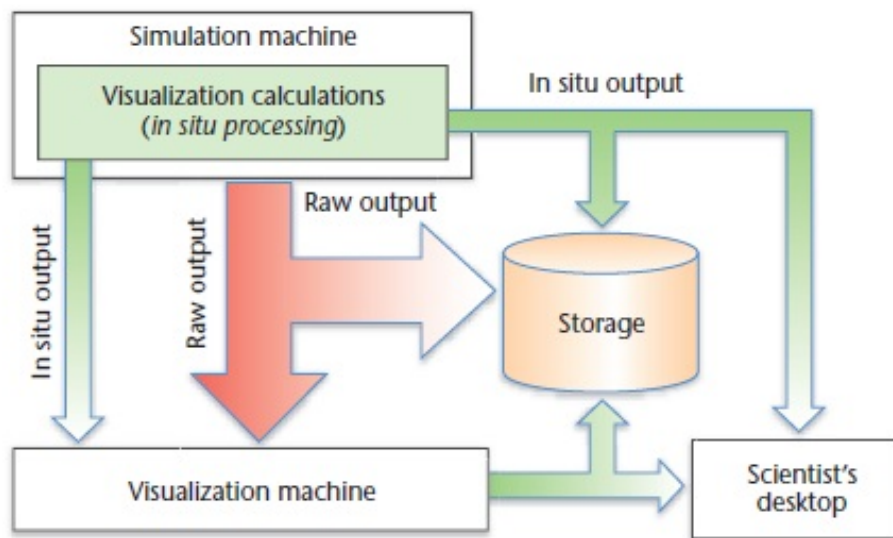 Simulation machine
Visualization calculations
(in situ processing)
In situ output
Raw output
Raw output
In situ output
Storage
Visualization machine
Scientist's
desktop